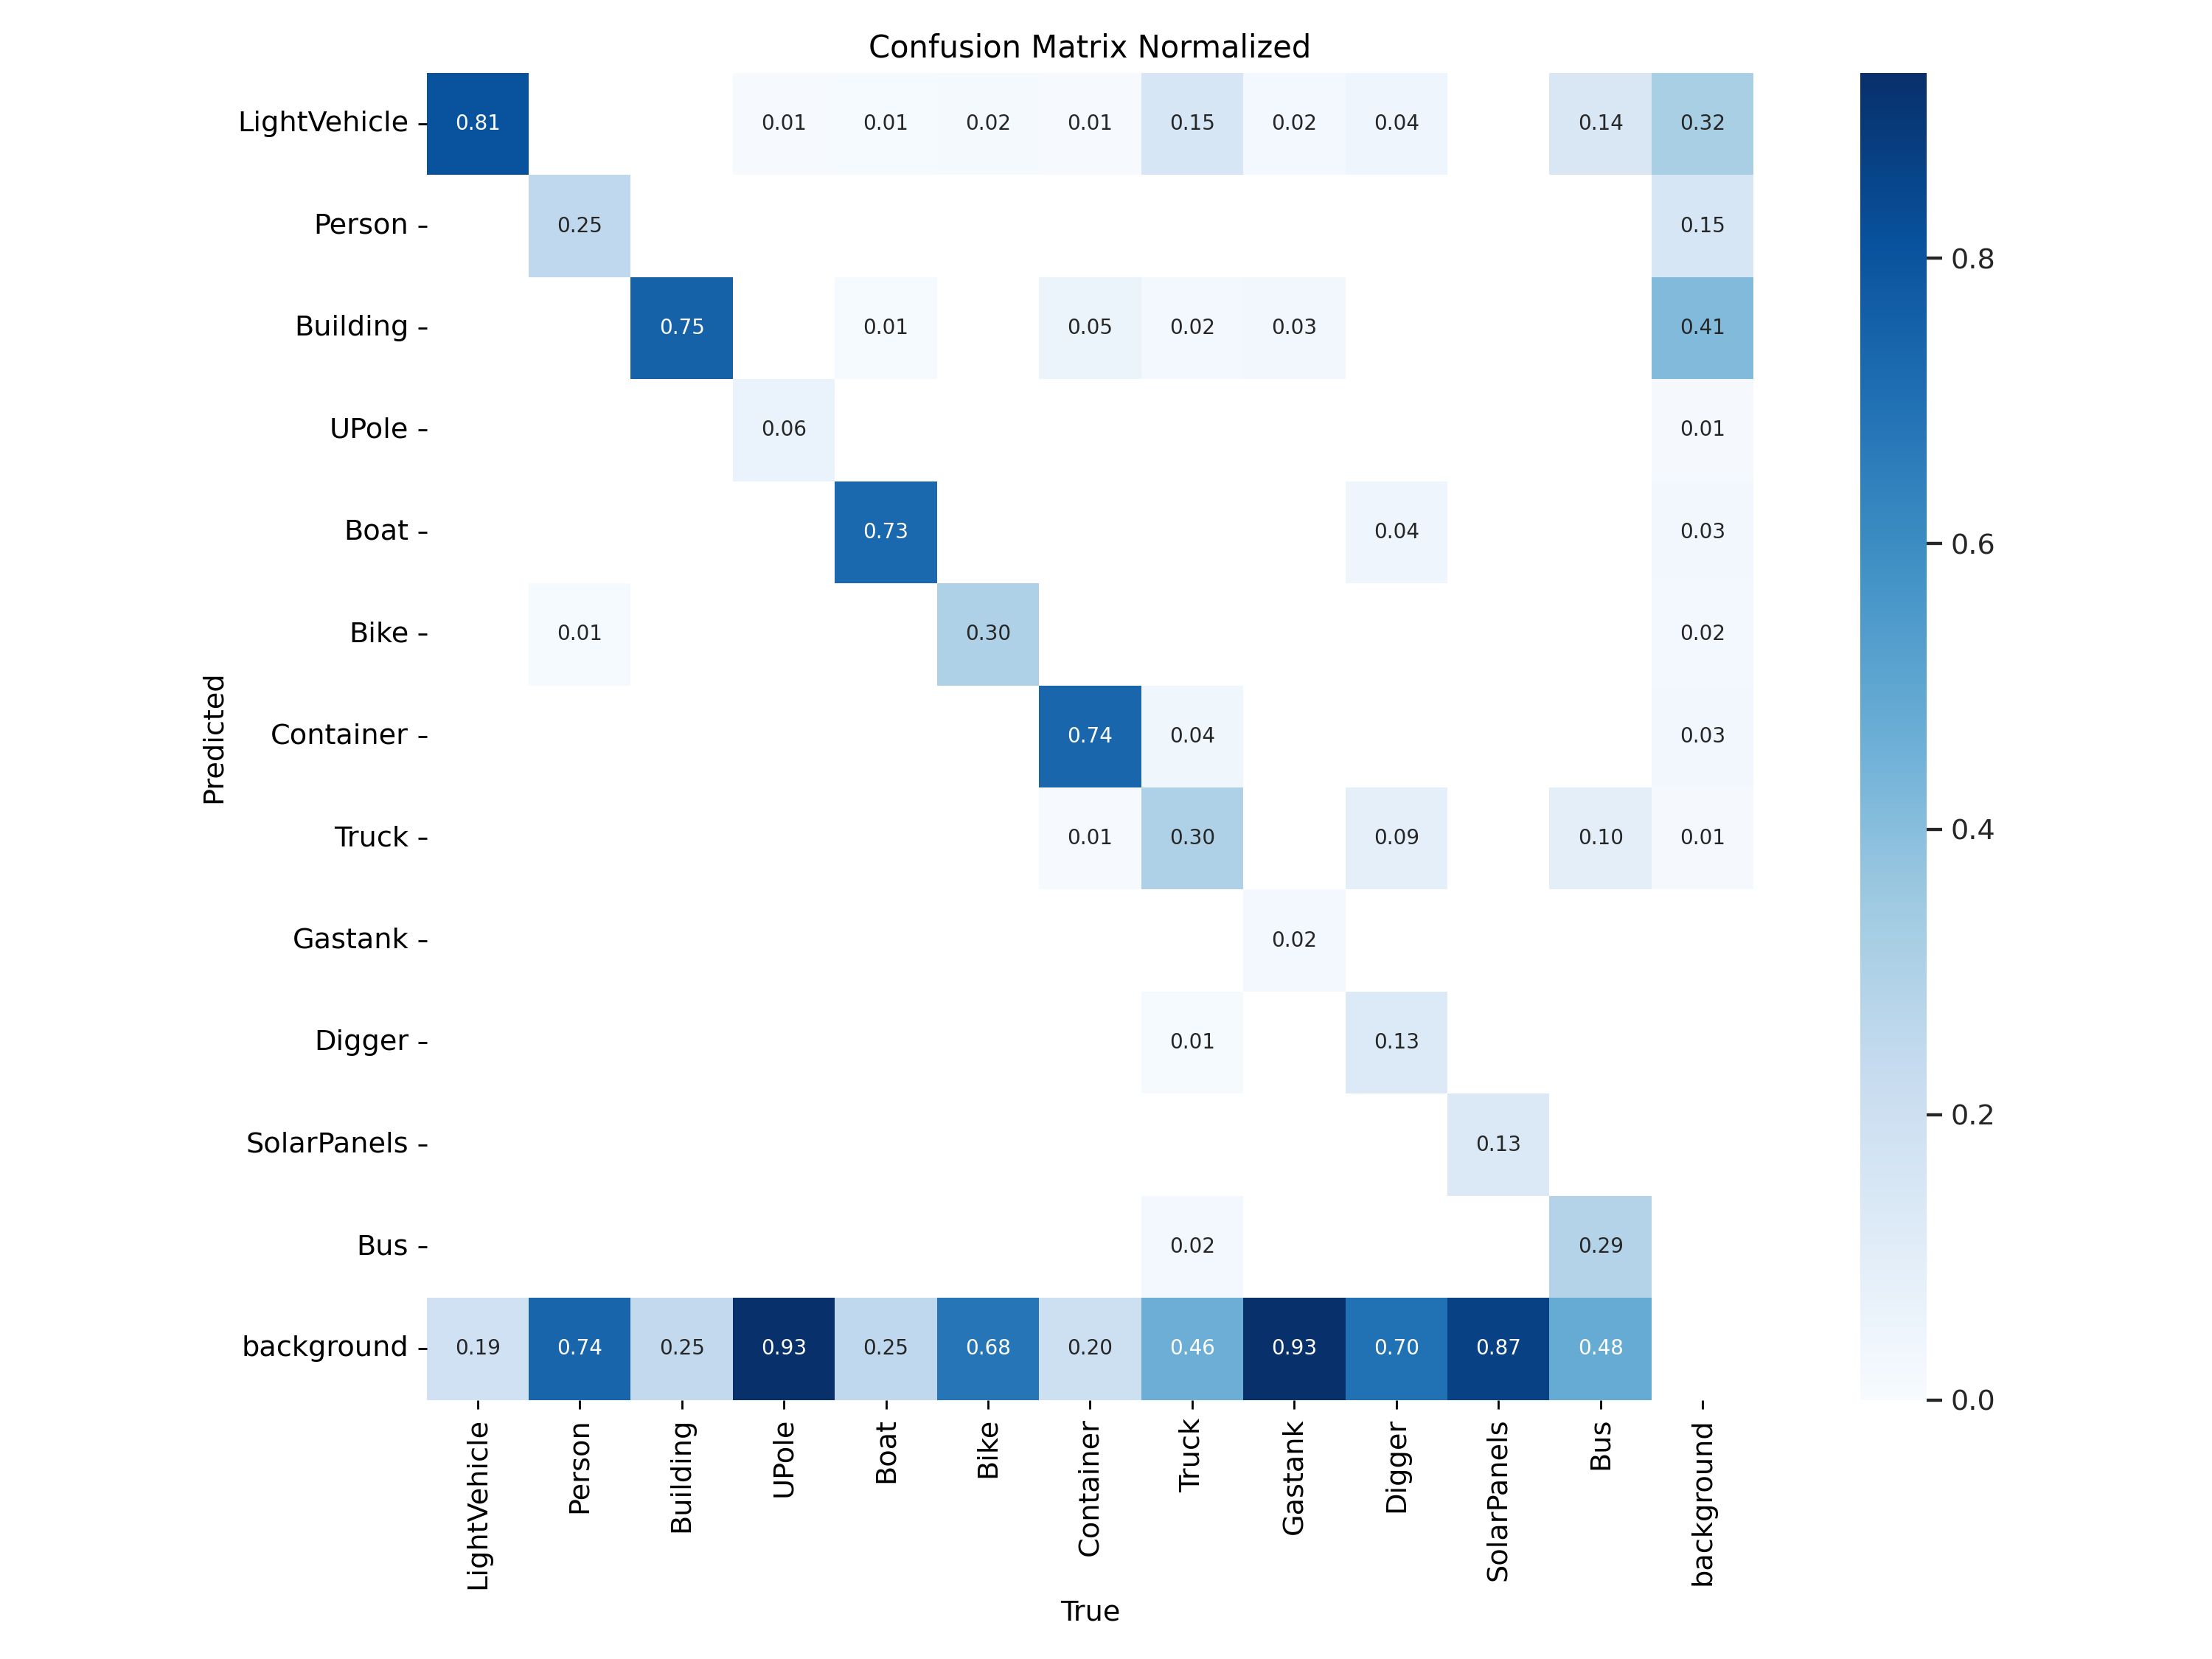 Confusion Matrix Normalized
LightVehicle 0.81 0.01 0.01 0.02 0.01 0.15 0.02 0.04 0.14 0.32
Person 0.25 0.15
Building 0.75 0.01 0.05 0.02 0.03 0.41
UPole 0.06 0.01
Boat 0.73 0.04 0.03
Bike 0.01 0.30 0.02
Container 0.74 0.04 0.03
Truck 0.01 0.30 0.09 0.10 0.01
Gastank 0.02
Digger 0.01 0.13
SolarPanels 0.13
Bus 0.02 0.29
background 0.19 0.74 0.25 0.93 0.25 0.68 0.20 0.46 0.93 0.70 0.87 0.48
Predicted
LightVehicle
Person
Building
UPole
Boat
Bike
Container
Truck
Gastank
Digger
SolarPanels
Bus
background
True
0.8
0.6
0.4
0.2
0.0